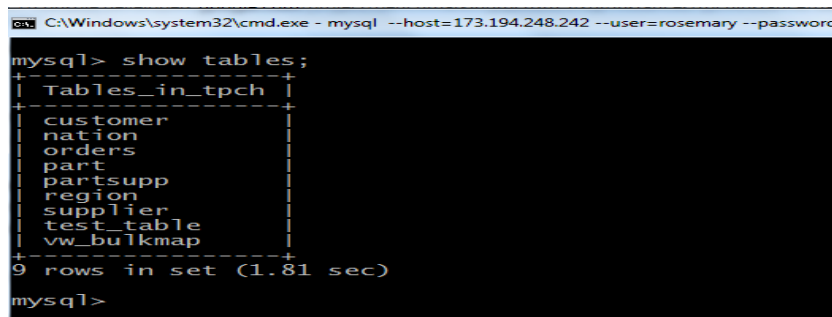 C:\Windows\system32\cmd.exe - mysql --host=173.194.248.242 --user=rosemary --password
mysql> show tables;
+----------------+
| Tables_in_tpch |
+----------------+
| customer       |
| nation         |
| orders         |
| part           |
| partsupp       |
| region         |
| supplier       |
| test_table     |
| vw_bulkmap     |
+----------------+
9 rows in set (1.81 sec)
mysql>